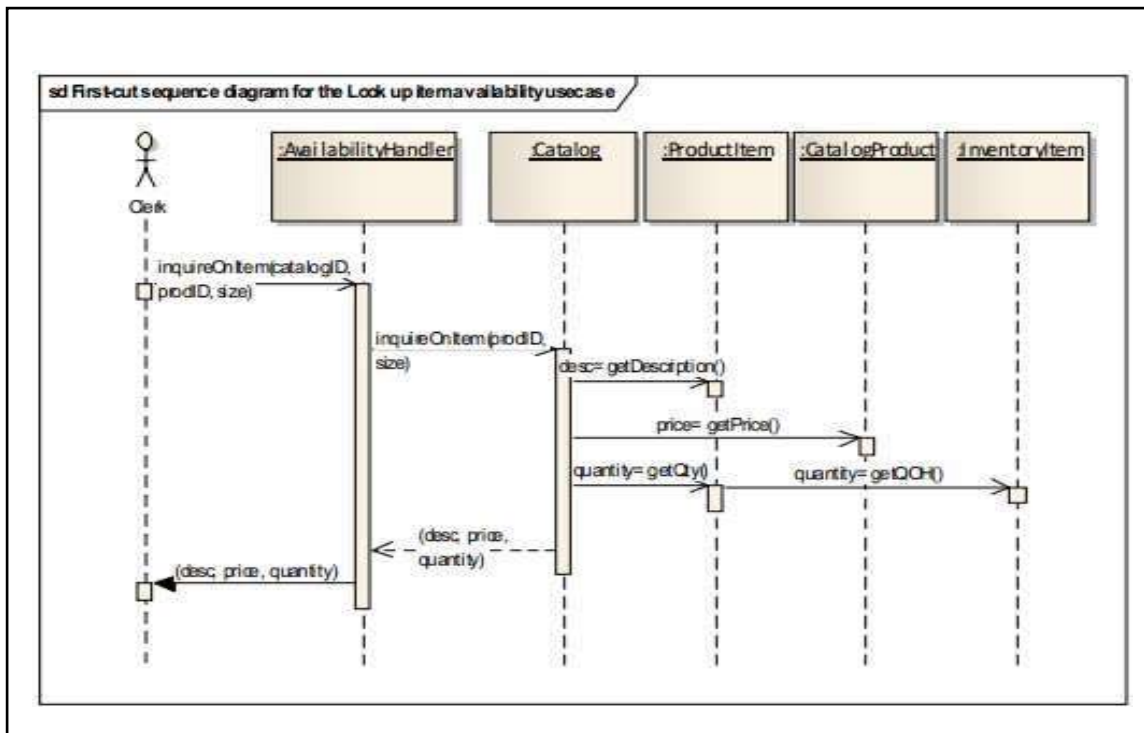 sd First-cut sequence diagram for the Look up item availability usecase
:AvailabilityHandler
:Catalog
:ProductItem
:CatalogProduct
:InventoryItem
Clerk
inquireOnItem(catalogID,
prodID, size)
inquireOnItem(prodID,
size)
desc= getDescription()
price= getPrice()
quantity= getQty()
quantity= getQOH()
(desc, price,
quantity)
(desc, price, quantity)